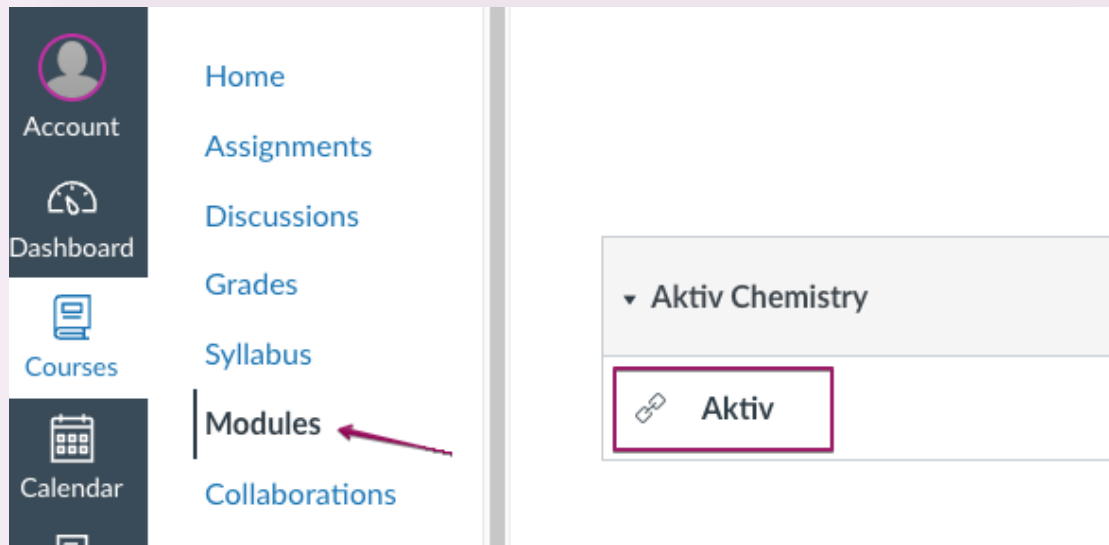 Account
Dashboard
Courses
Calendar
Home
Assignments
Discussions
Grades
Syllabus
Modules
Collaborations
Aktiv Chemistry
Aktiv